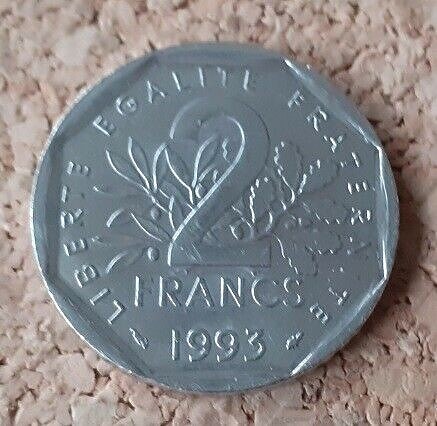 LIBERTE EGALITE FRATERNITE
2
FRANCS
1993